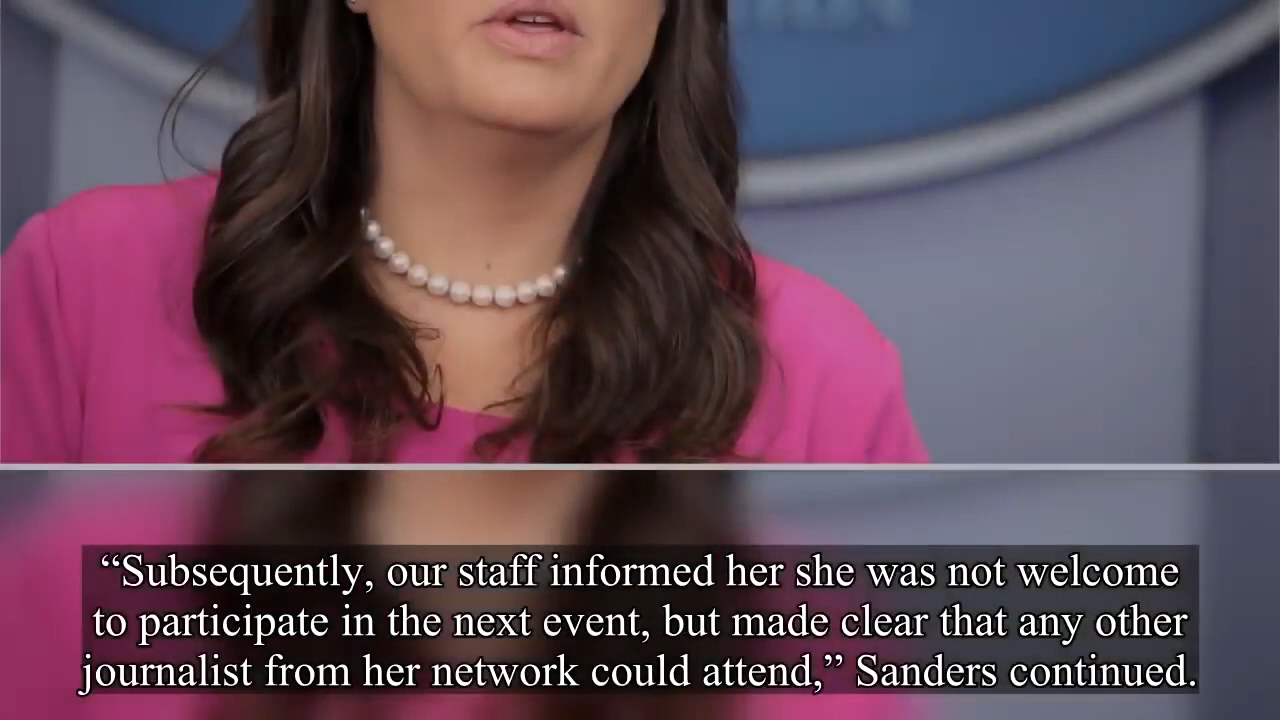 “Subsequently, our staff informed her she was not welcome
to participate in the next event, but made clear that any other
journalist from her network could attend,” Sanders continued.